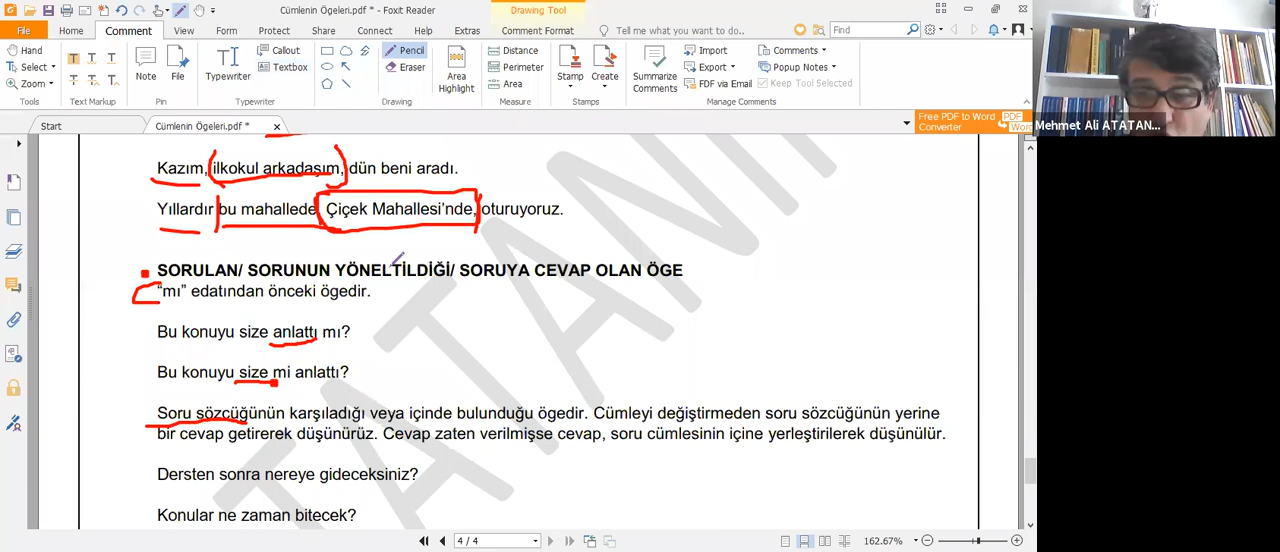 Cümlenin Ögeleri.pdf * - Foxit Reader
Drawing Tool
File Home Comment View Form Protect Share Connect Help Extras Comment Format Tell me what you want to do... Find
Hand
Select
Zoom
Tools
Text Markup
Note
File
Typewriter
Callout
Textbox
Typewriter
Pencil
Eraser
Drawing
Area Highlight
Distance
Perimeter
Area
Measure
Stamp
Create
Stamps
Summarize Comments
Import
Export
FDF via Email
Comments
Popup Notes
Keep Tool Selected
Manage Comments
Start
Cümlenin Ögeleri.pdf *
Free PDF to Word Converter
PDF
Word
Mehmet Ali ATATAN...
Kazım, ilkokul arkadaşım, dün beni aradı.
Yıllardır bu mahallede Çiçek Mahallesi’nde, oturuyoruz.
SORULAN/ SORUNUN YÖNELTİLDİĞİ/ SORUYA CEVAP OLAN ÖGE
“mı” edatından önceki ögedir.
Bu konuyu size anlattı mı?
Bu konuyu size mi anlattı?
Soru sözcüğünün karşıladığı veya içinde bulunduğu ögedir. Cümleyi değiştirmeden soru sözcüğünün yerine
bir cevap getirerek düşünürüz. Cevap zaten verilmişse cevap, soru cümlesinin içine yerleştirilerek düşünülür.
Dersten sonra nereye gideceksiniz?
Konular ne zaman bitecek?
ATATAN
4 / 4
162.67%